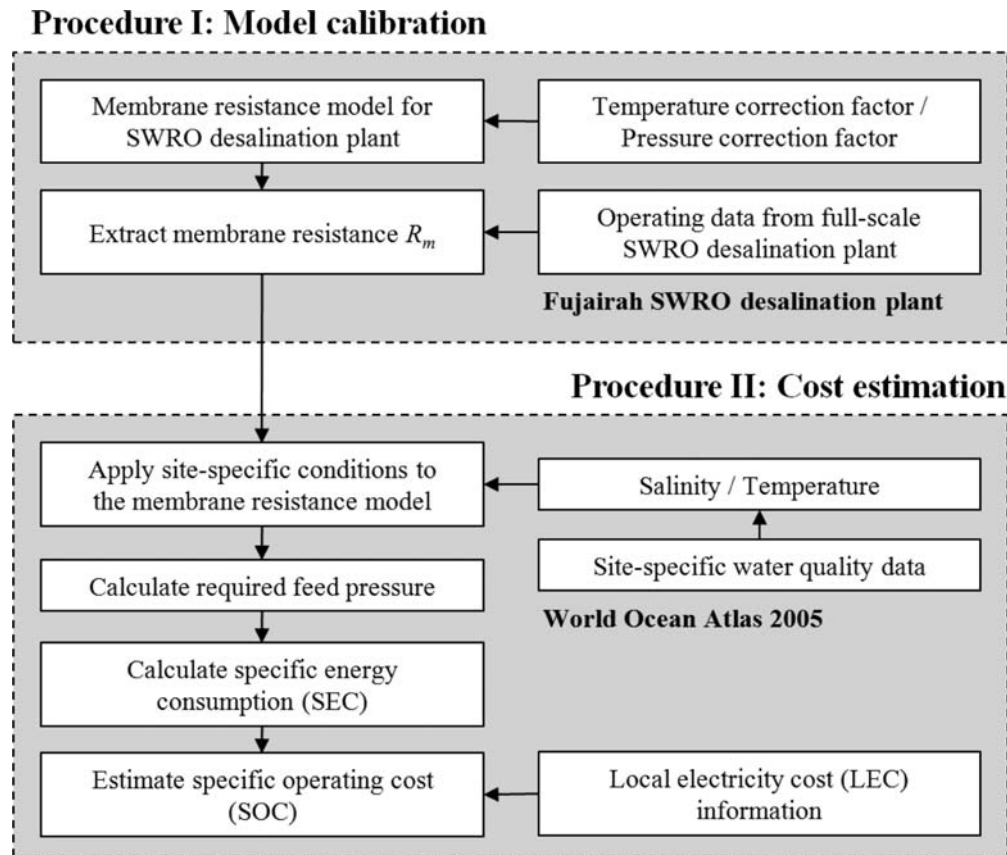 Procedure I: Model calibration
Membrane resistance model for
SWRO desalination plant
Temperature correction factor /
Pressure correction factor
Extract membrane resistance Rm
Operating data from full-scale
SWRO desalination plant
Fujairah SWRO desalination plant
Procedure II: Cost estimation
Apply site-specific conditions to
the membrane resistance model
Salinity / Temperature
Site-specific water quality data
World Ocean Atlas 2005
Calculate required feed pressure
Calculate specific energy
consumption (SEC)
Estimate specific operating cost
(SOC)
Local electricity cost (LEC)
information